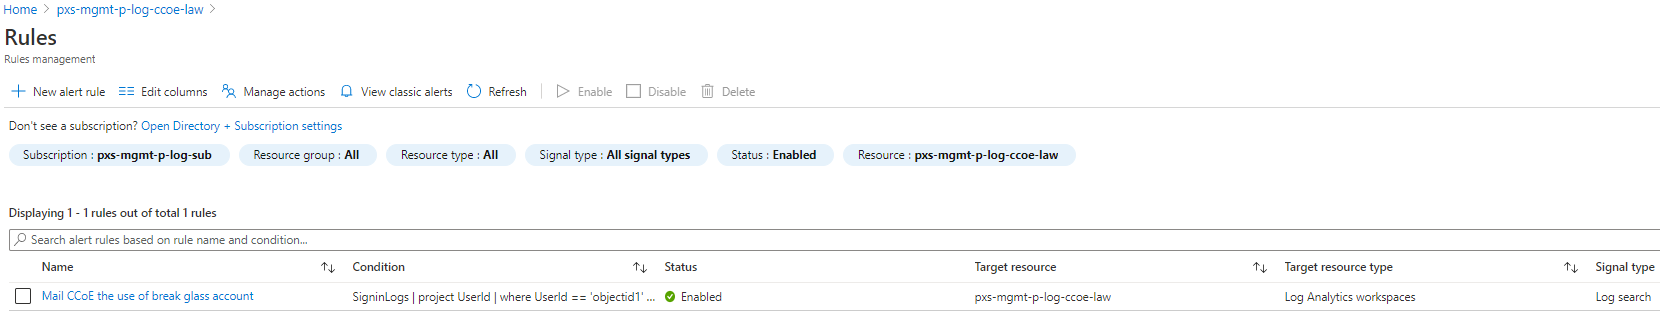 Home > pxs-mgmt-p-log-ccoe-law >
Rules
Rules management
New alert rule Edit columns Manage actions View classic alerts Refresh Enable Disable Delete
Don't see a subscription? Open Directory + Subscription settings
Subscription : pxs-mgmt-p-log-sub Resource group : All Resource type : All Signal type : All signal types Status : Enabled Resource : pxs-mgmt-p-log-ccoe-law
Displaying 1 - 1 rules out of total 1 rules
Search alert rules based on rule name and condition...
Name Condition Status Target resource Target resource type Signal type
Mail CCoE the use of break glass account SigninLogs | project UserId | where UserId == 'objectid1' ... Enabled pxs-mgmt-p-log-ccoe-law Log Analytics workspaces Log search